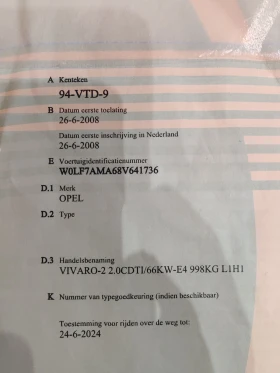 A Kenteken
94-VTD-9
B Datum eerste toelating
26-6-2008
Datum eerste inschrijving in Nederland
26-6-2008
E Voertuigidentificatienummer
W0LF7AMA68V641736
D.1 Merk
OPEL
D.2 Type
D.3 Handelsbenaming
VIVARO-2 2.0CDTI/66KW-E4 998KG L1H1
K Nummer van typegoedkeuring (indien beschikbaar)
Toestemming voor rijden over de weg tot:
24-6-2024